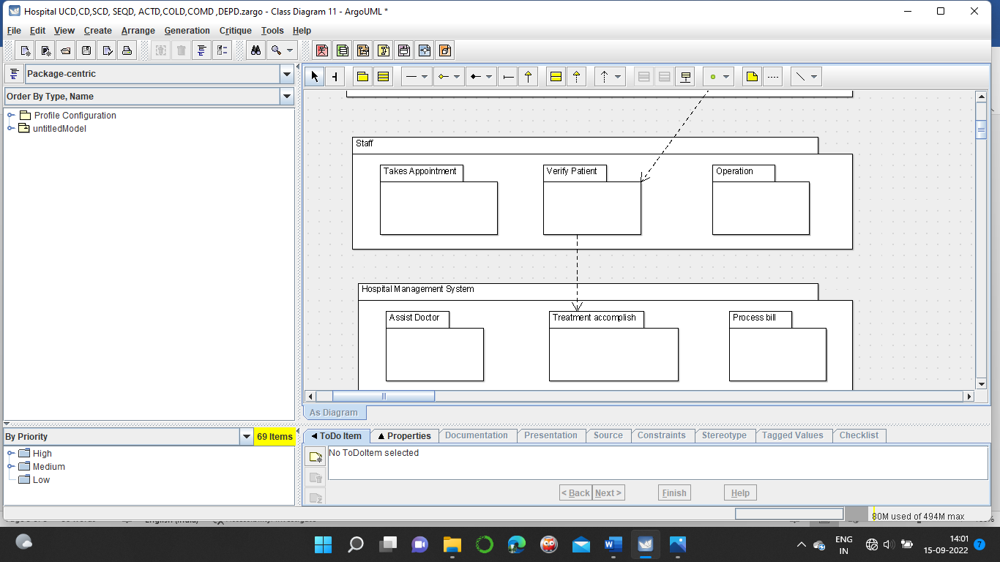 Hospital UCD,CD,SCD, SEQD, ACTD,COLD,COMD ,DEPD.zargo - Class Diagram 11 - ArgoUML *
File Edit View Create Arrange Generation Critique Tools Help
Package-centric
Order By Type, Name
Profile Configuration
untitledModel
Staff
Takes Appointment Verify Patient Operation
Hospital Management System
Assist Doctor Treatment accomplish Process bill
As Diagram
By Priority 69 Items
High
Medium
Low
ToDo Item Properties Documentation Presentation Source Constraints Stereotype Tagged Values Checklist
No ToDoItem selected
< Back Next > Finish Help
80M used of 494M max
ENG
IN
14:01
15-09-2022
7